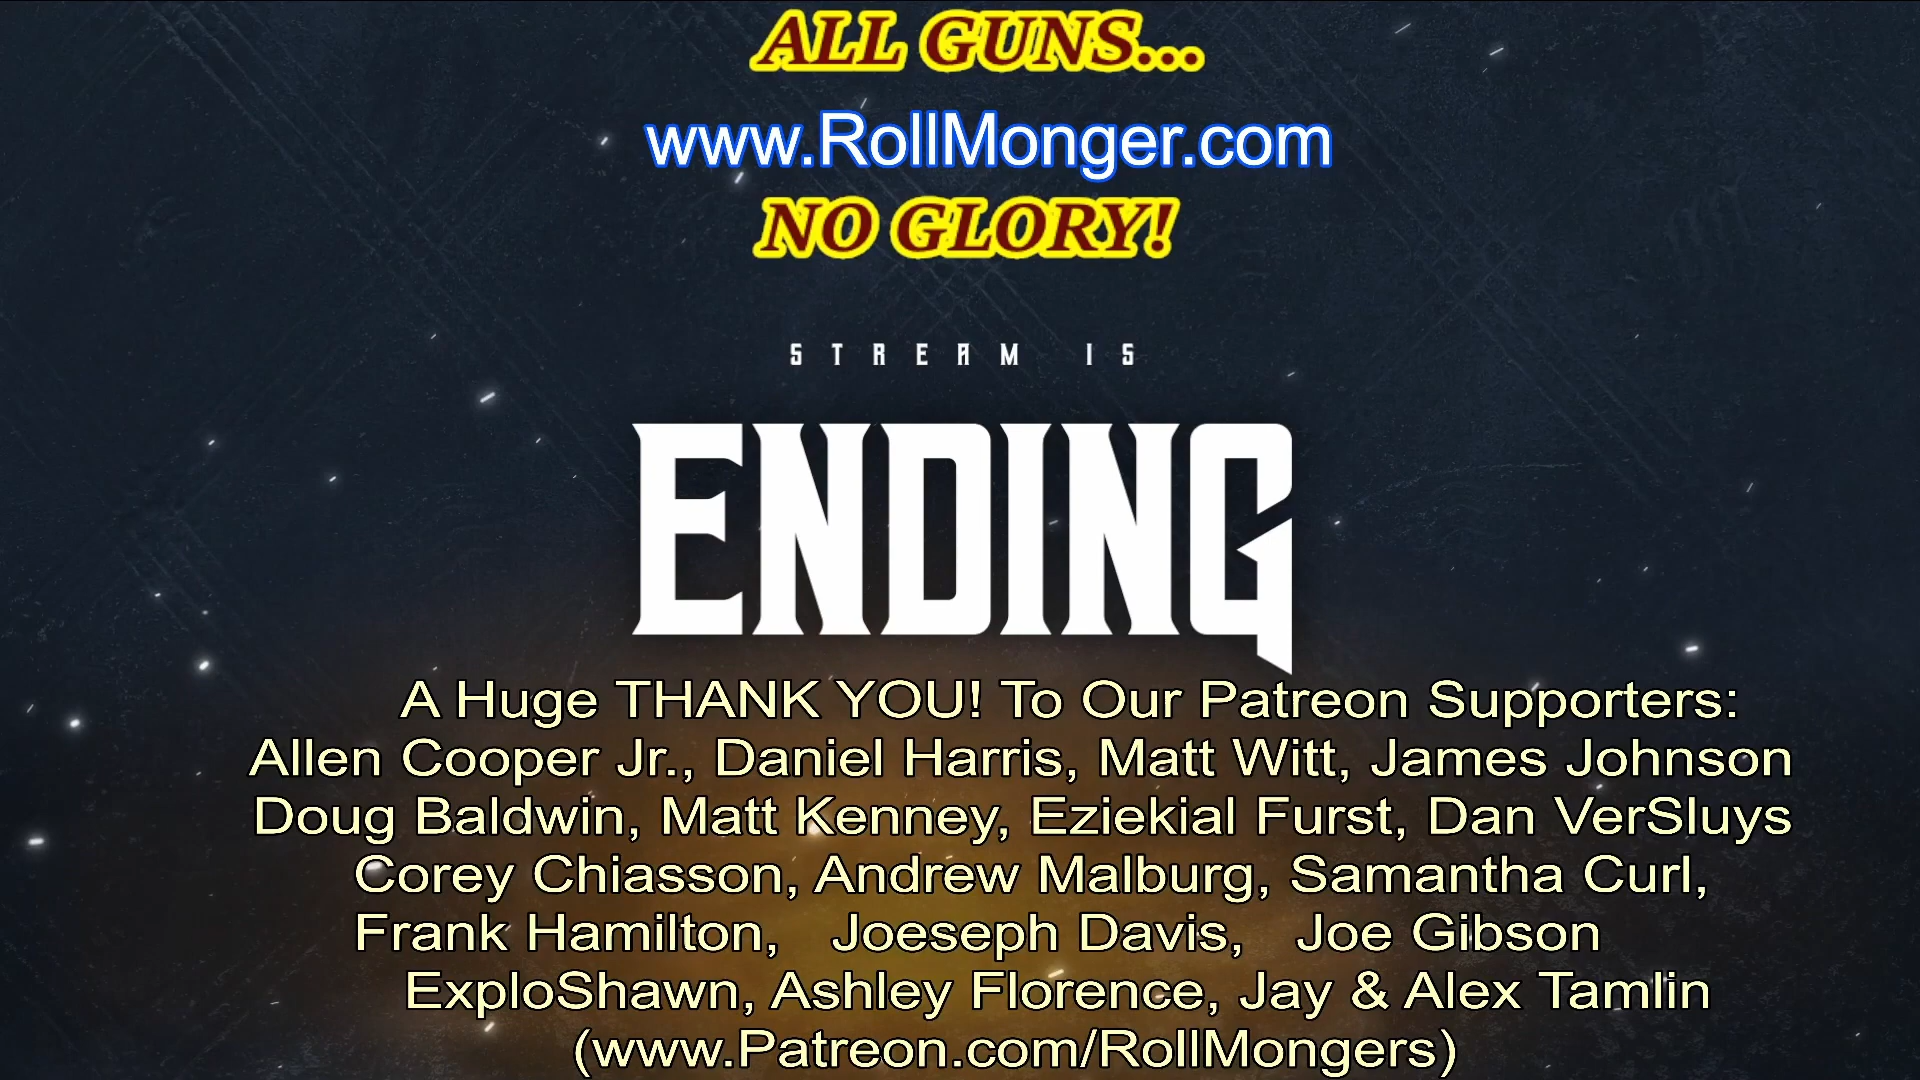 ALL GUNS...
www.RollMonger.com
NO GLORY!
STREAM IS
ENDING
A Huge THANK YOU! To Our Patreon Supporters:
Allen Cooper Jr., Daniel Harris, Matt Witt, James Johnson
Doug Baldwin, Matt Kenney, Eziekial Furst, Dan VerSluys
Corey Chiasson, Andrew Malburg, Samantha Curl,
Frank Hamilton, Joeseph Davis, Joe Gibson
ExploShawn, Ashley Florence, Jay & Alex Tamlin
(www.Patreon.com/RollMongers)